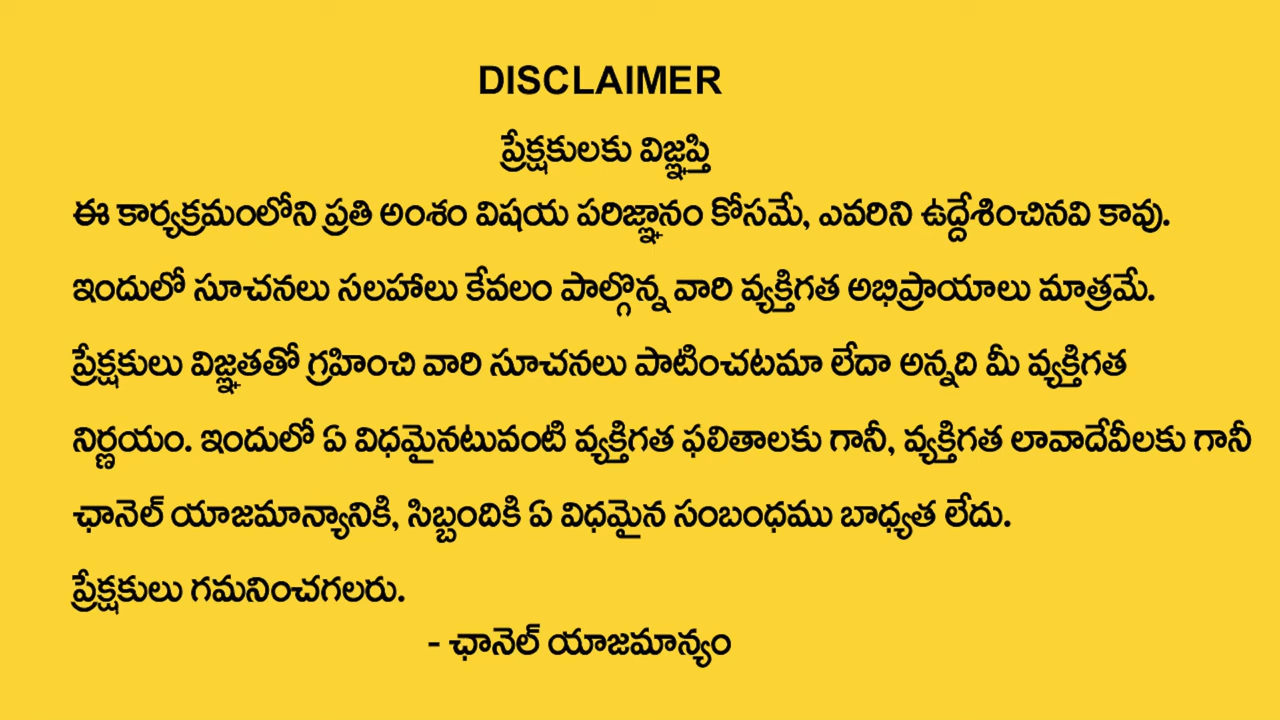 DISCLAIMER
ప్రేక్షకులకు విజ్ఞప్తి
ఈ కార్యక్రమంలోని ప్రతి అంశం విషయ పరిజ్ఞానం కోసమే, ఎవరిని ఉద్దేశించినవి కావు.
ఇందులో సూచనలు సలహాలు కేవలం పాల్గొన్న వారి వ్యక్తిగత అభిప్రాయాలు మాత్రమే.
ప్రేక్షకులు విజ్ఞతతో గ్రహించి వారి సూచనలు పాటించటమా లేదా అన్నది మీ వ్యక్తిగత
నిర్ణయం. ఇందులో ఏ విధమైనటువంటి వ్యక్తిగత ఫలితాలకు గానీ, వ్యక్తిగత లావాదేవీలకు గానీ
ఛానెల్ యాజమాన్యానికి, సిబ్బందికి ఏ విధమైన సంబంధము బాధ్యత లేదు.
ప్రేక్షకులు గమనించగలరు.
- ఛానెల్ యాజమాన్యం